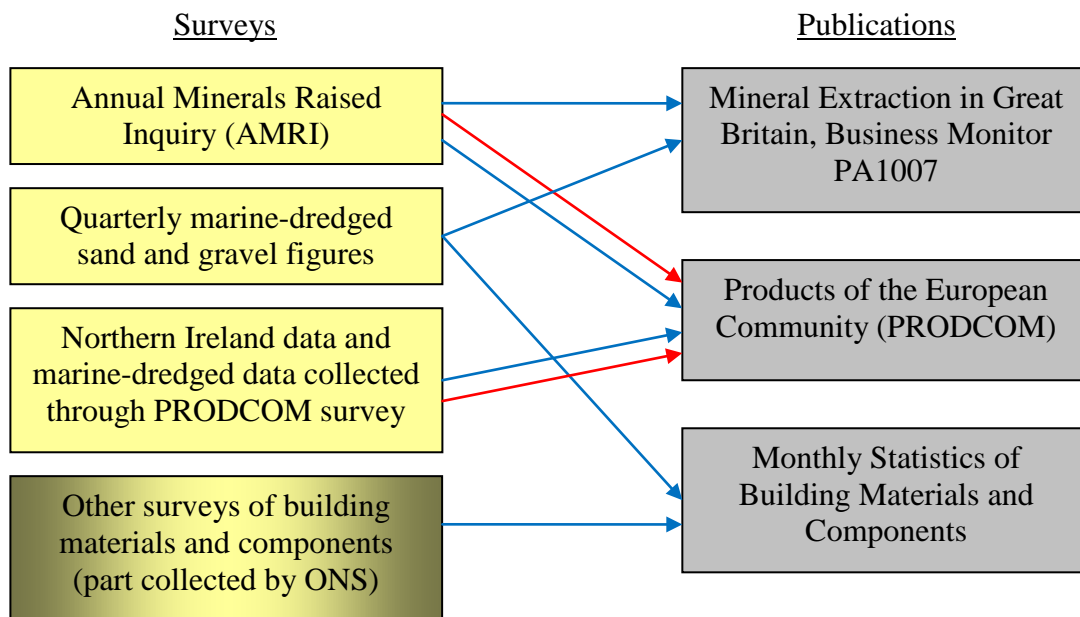 Surveys
Annual Minerals Raised
Inquiry (AMRI)
Quarterly marine-dredged
sand and gravel figures
Northern Ireland data and
marine-dredged data collected
through PRODCOM survey
Other surveys of building
materials and components
(part collected by ONS)
Publications
Mineral Extraction in Great
Britain, Business Monitor
PA1007
Products of the European
Community (PRODCOM)
Monthly Statistics of
Building Materials and
Components